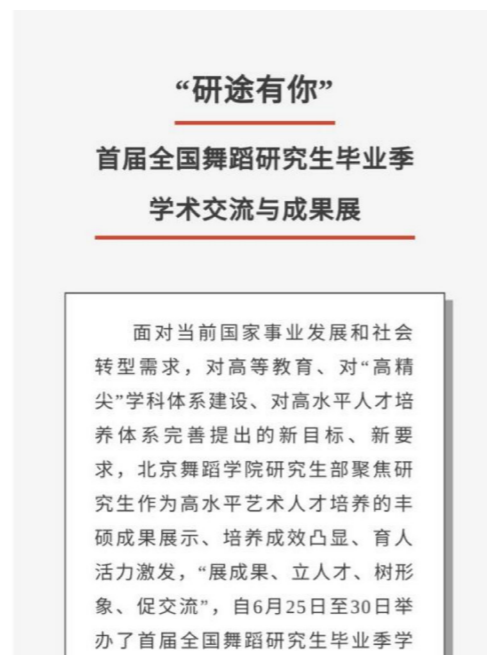 “研途有你”
首届全国舞蹈研究生毕业季
学术交流与成果展
面对当前国家事业发展和社会
转型需求，对高等教育、对“高精
尖”学科体系建设、对高水平人才培
养体系完善提出的新目标、新要
求，北京舞蹈学院研究生部聚焦研
究生作为高水平艺术人才培养的丰
硕成果展示、培养成效凸显、育人
活力激发，“展成果、立人才、树形
象、促交流”，自6月25日至30日举
办了首届全国舞蹈研究生毕业季学